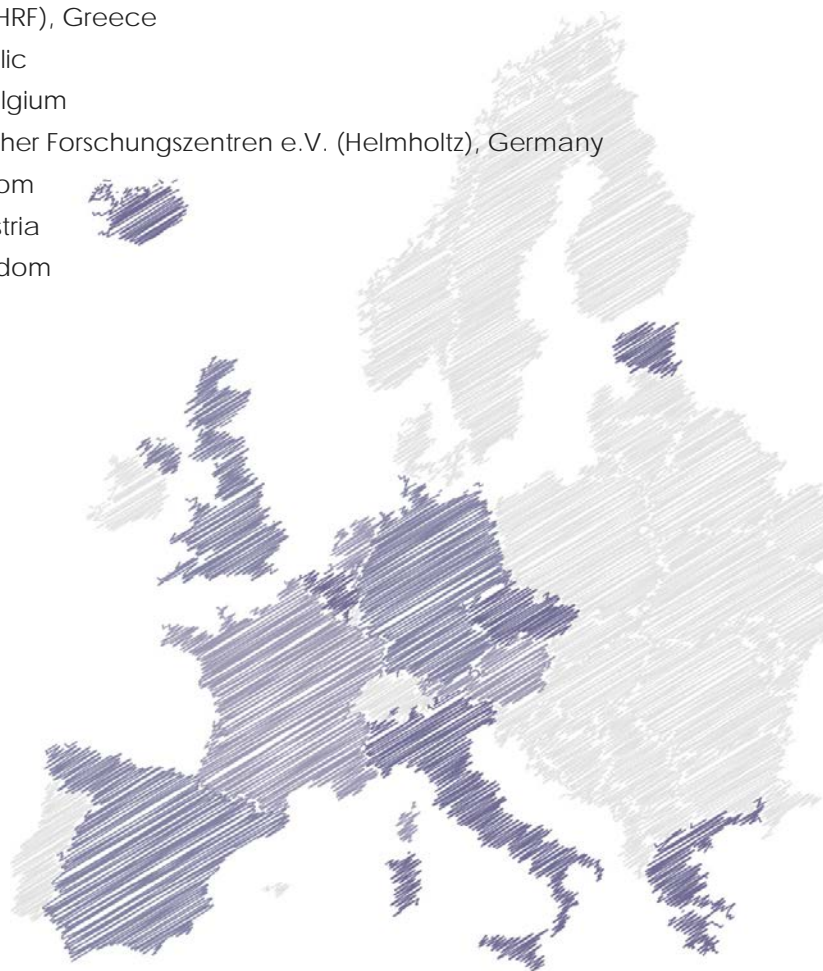 HRF), Greece
lic
lgium
her Forschungszentren e.V. (Helmholtz), Germany
om
stria
dom